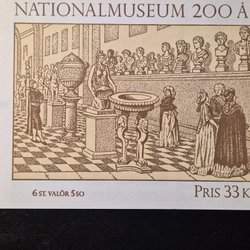 NATIONALMUSEUM 200 Å
6 ST. VALÖR 5.50
PRIS 33 K